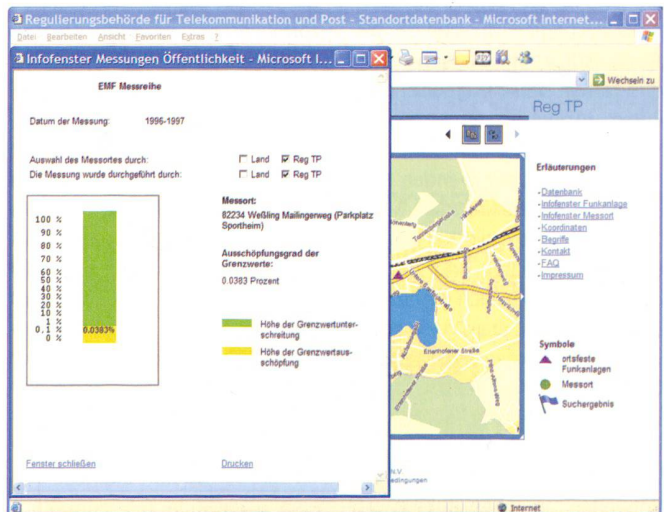 Regulierungsbehörde für Telekommunikation und Post - Standortdatenbank - Microsoft Internet...
Datei Bearbeiten Ansicht Favoriten Extras ?
Infofenster Messungen Öffentlichkeit - Microsoft I...
Wechseln zu
EMF Messreihe
Reg TP
Datum der Messung: 1996-1997
Auswahl des Messortes durch: Land Reg TP
Die Messung wurde durchgeführt durch: Land Reg TP
Messort:
82234 Weßling Mailingerweg (Parkplatz
Sportheim)
Ausschöpfungsgrad der
Grenzwerte:
0.0383 Prozent
100 %
90 %
80 %
70 %
60 %
50 %
40 %
30 %
20 %
10 %
1 %
0,1 %
0 %
0.0383%
Höhe der Grenzwertunter-
schreitung
Höhe der Grenzwertaus-
schöpfung
Fenster schließen
Drucken
Erläuterungen
-Datenbank
-Infofenster Funkanlage
-Infofenster Messort
-Koordinaten
-Begriffe
-Kontakt
-FAQ
-Impressum
Symbole
ortsfeste
Funkanlagen
Messort
Suchergebnis
Etterrhofener Straße
N.V.
edingungen
Internet